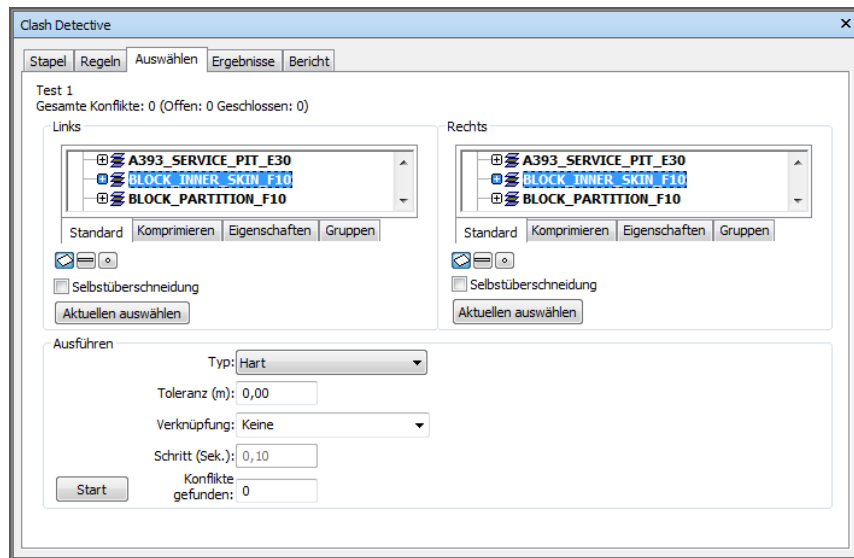 Clash Detective
Stapel Regeln Auswählen Ergebnisse Bericht
Test 1
Gesamte Konflikte: 0 (Offen: 0 Geschlossen: 0)
Links
A393_SERVICE_PIT_E30
BLOCK_INNER_SKIN_F10
BLOCK_PARTITION_F10
Standard Komprimieren Eigenschaften Gruppen
Selbstüberschneidung
Aktuellen auswählen
Rechts
A393_SERVICE_PIT_E30
BLOCK_INNER_SKIN_F10
BLOCK_PARTITION_F10
Standard Komprimieren Eigenschaften Gruppen
Selbstüberschneidung
Aktuellen auswählen
Ausführen
Typ: Hart
Toleranz (m): 0,00
Verknüpfung: Keine
Schritt (Sek.): 0,10
Start
Konflikte
gefunden: 0